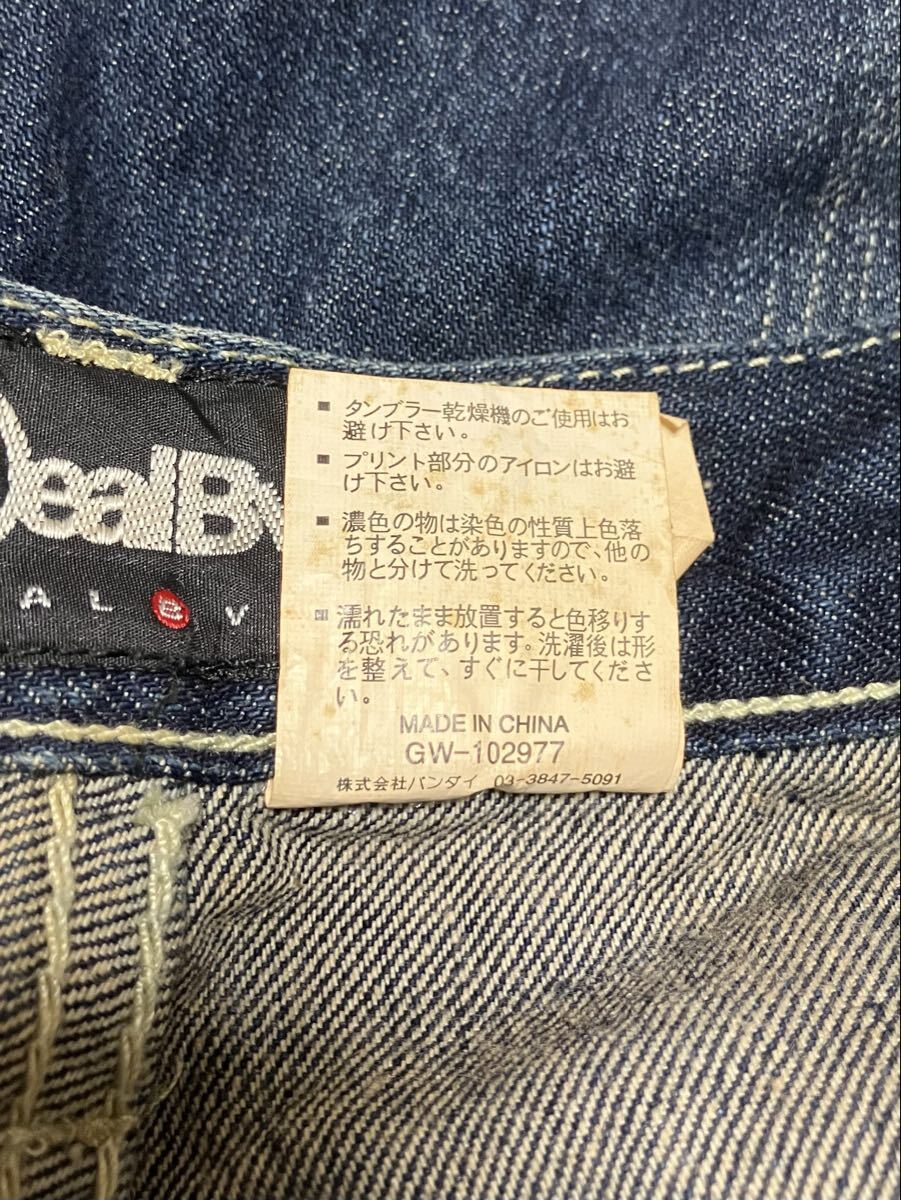 DealB
AL B V
■ タンブラー乾燥機のご使用はお
避け下さい。
■ プリント部分のアイロンはお避
け下さい。
■ 濃色の物は染色の性質上色落
ちすることがありますので、他の
物と分けて洗ってください。
■ 濡れたまま放置すると色移りす
る恐れがあります。洗濯後は形
を整えて、すぐに干してくださ
い。
MADE IN CHINA
GW-102977
株式会社バンダイ 03-3847-5091